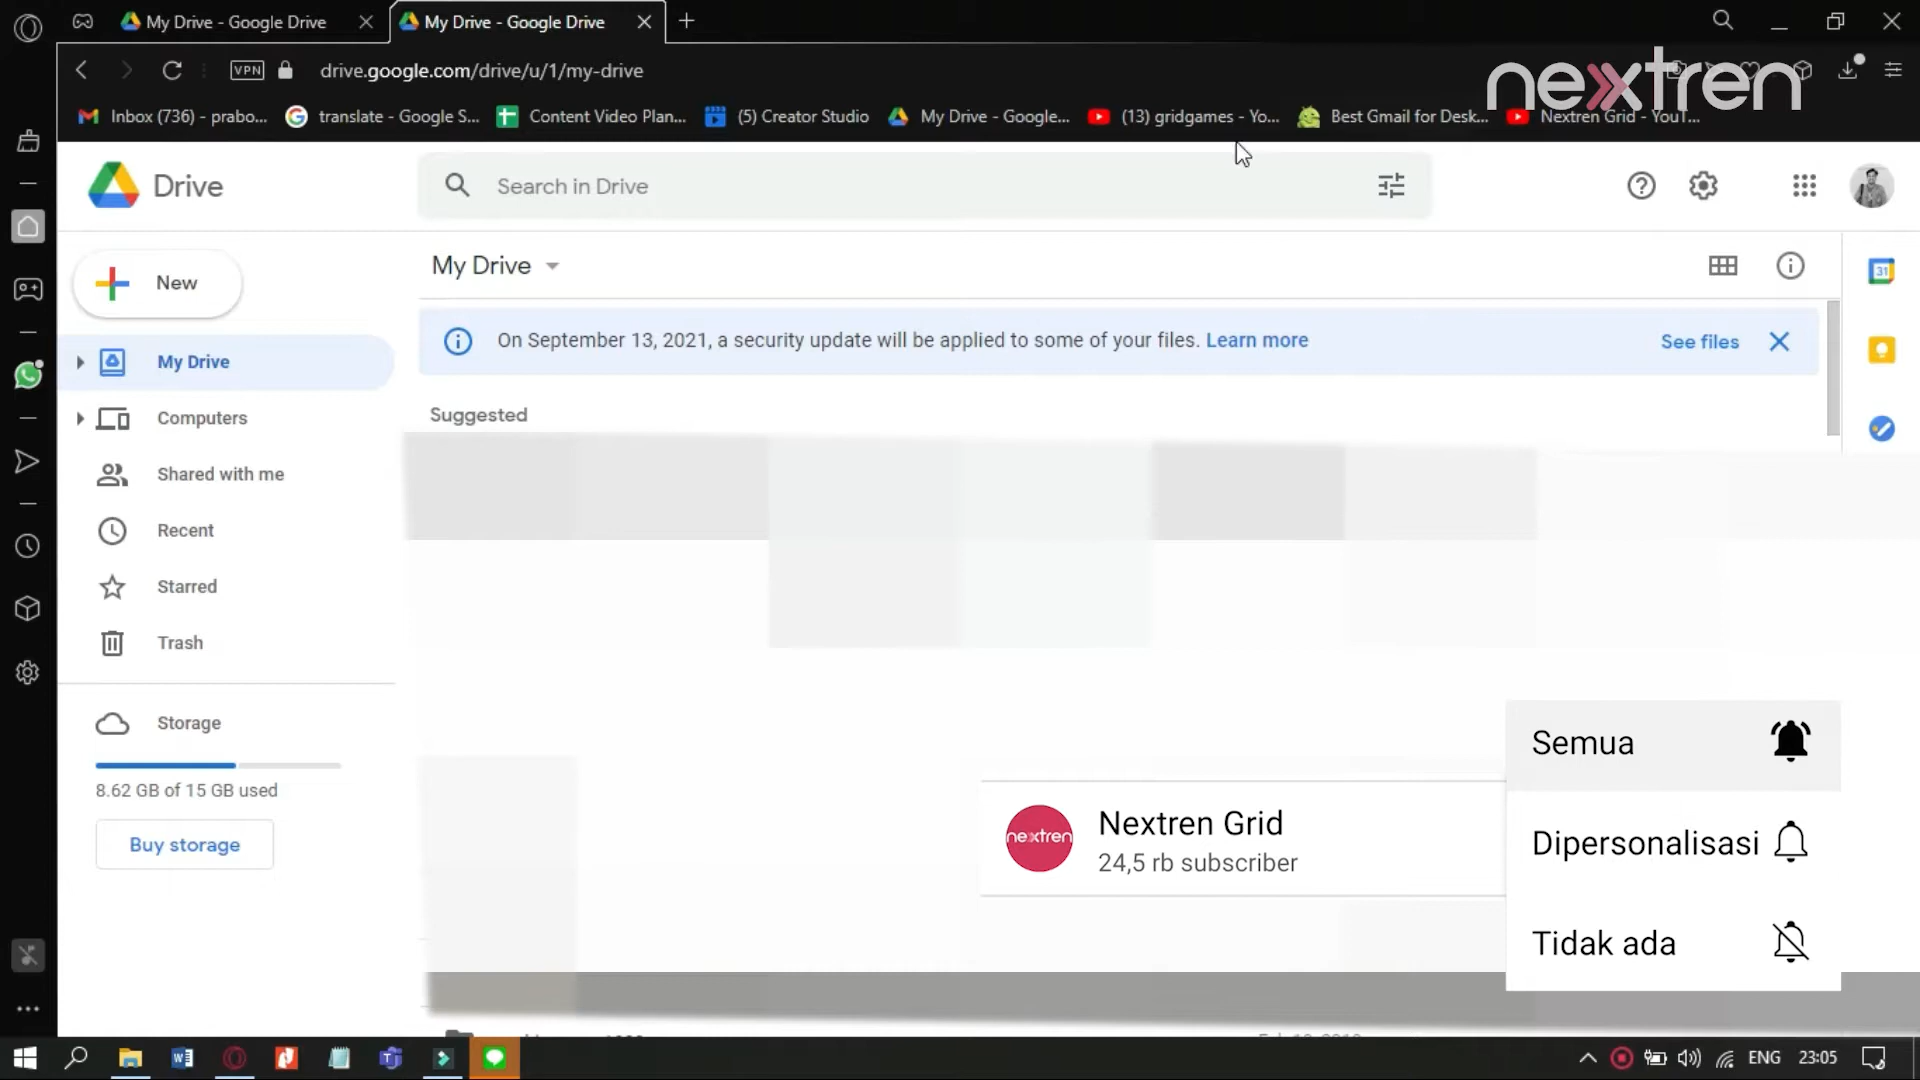 My Drive - Google Drive
My Drive - Google Drive
VPN
drive.google.com/drive/u/1/my-drive
nextren
Inbox (736) - prabo...
translate - Google S...
Content Video Plan...
(5) Creator Studio
My Drive - Google...
(13) gridgames - Yo...
Best Gmail for Desk...
Nextren Grid - YouT...
Drive
Search in Drive
New
My Drive
31
On September 13, 2021, a security update will be applied to some of your files. Learn more
See files
My Drive
Suggested
Computers
Shared with me
Recent
Starred
Trash
Storage
8.62 GB of 15 GB used
Buy storage
Semua
nextren
Nextren Grid
24,5 rb subscriber
Dipersonalisasi
Tidak ada
ENG
23:05